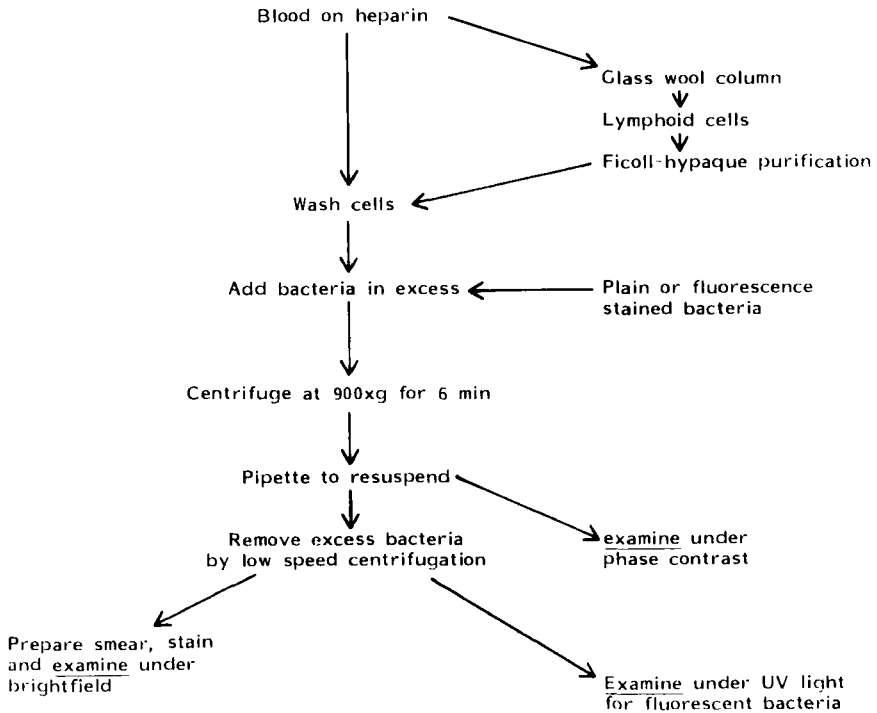 Blood on heparin
Glass wool column
Lymphoid cells
Ficoll-hypaque purification
Wash cells
Add bacteria in excess
Plain or fluorescence
stained bacteria
Centrifuge at 900xg for 6 min
Pipette to resuspend
Remove excess bacteria
by low speed centrifugation
examine under
phase contrast
Prepare smear, stain
and examine under
brightfield
Examine under UV light
for fluorescent bacteria